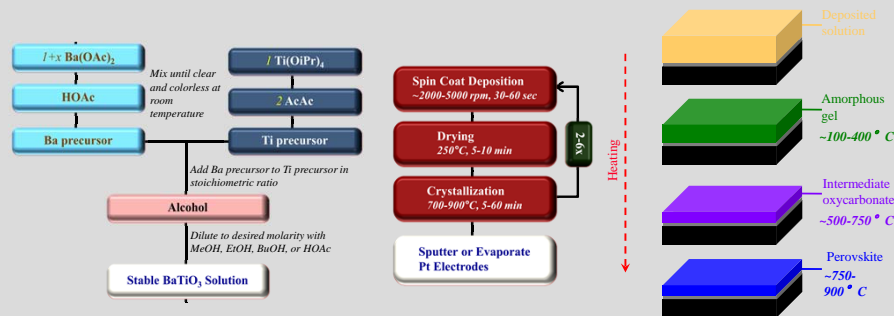 1+x Ba(OAc)2
HOAc
Ba precursor
Mix until clear
and colorless at
room
temperature
1 Ti(OiPr)4
2 AcAc
Ti precursor
Add Ba precursor to Ti precursor in
stoichiometric ratio
Alcohol
Dilute to desired molarity with
MeOH, EtOH, BuOH, or HOAc
Stable BaTiO3 Solution
Spin Coat Deposition
~2000-5000 rpm, 30-60 sec
Drying
250°C, 5-10 min
Crystallization
700-900°C, 5-60 min
2-6x
Sputter or Evaporate
Pt Electrodes
Heating
Deposited
solution
Amorphous
gel
~100-400° C
Intermediate
oxycarbonate
~500-750° C
Perovskite
~750-
900° C